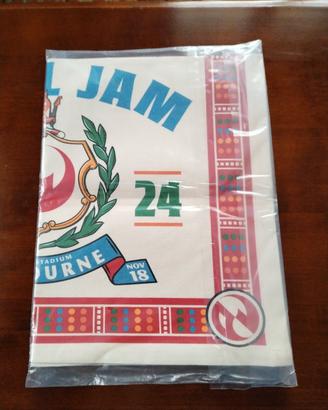 L JAM
24
STADIUM
OURNE
NOV
18